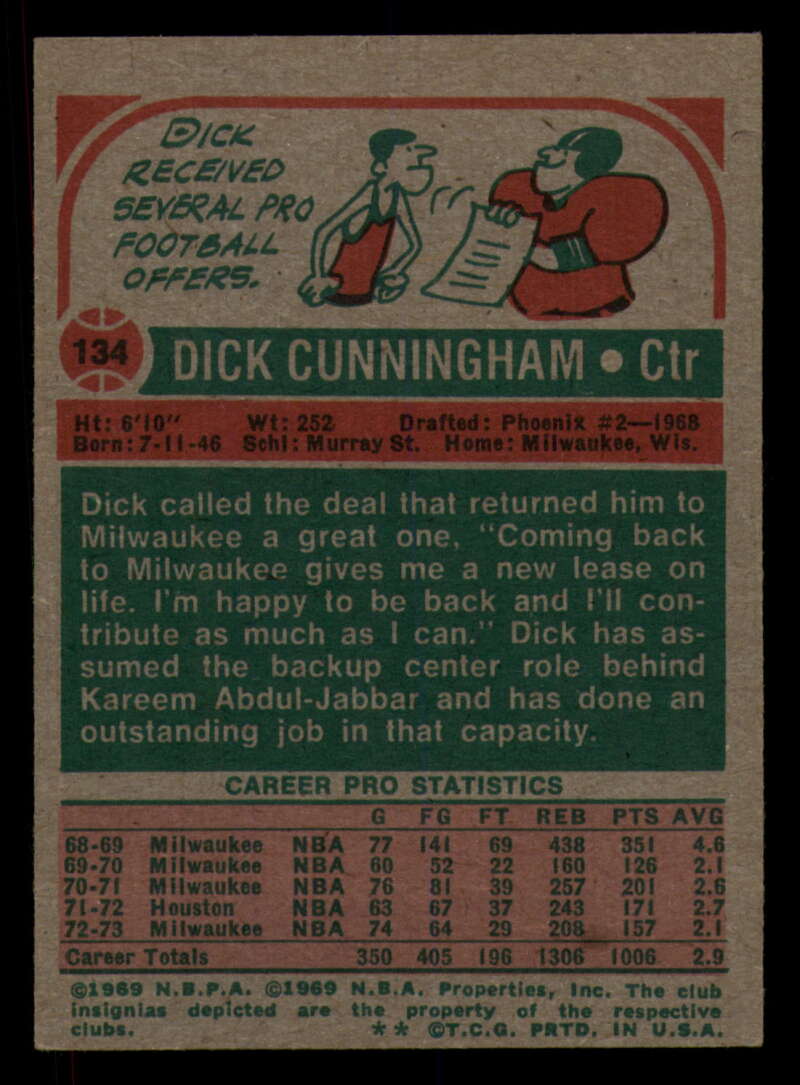 DICK
RECEIVED
SEVERAL PRO
FOOTBALL
OFFERS.
134
DICK CUNNINGHAM • Ctr
Ht: 6'10" Wt: 252 Drafted: Phoenix #2—1968
Born: 7-11-46 Schl: Murray St. Home: Milwaukee, Wis.
Dick called the deal that returned him to
Milwaukee a great one, "Coming back
to Milwaukee gives me a new lease on
life. I'm happy to be back and I'll con-
tribute as much as I can." Dick has as-
sumed the backup center role behind
Kareem Abdul-Jabbar and has done an
outstanding job in that capacity.
CAREER PRO STATISTICS
G FG FT REB PTS AVG
68-69 Milwaukee NBA 77 141 69 438 351 4.6
69-70 Milwaukee NBA 60 52 22 160 126 2.1
70-71 Milwaukee NBA 76 81 39 257 201 2.6
71-72 Houston NBA 63 67 37 243 171 2.7
72-73 Milwaukee NBA 74 64 29 208 157 2.1
Career Totals 350 405 196 1306 1006 2.9
©1969 N.B.P.A. ©1969 N.B.A. Properties, Inc. The club
insignias depicted are the property of the respective
clubs. ** ©T.C.G. PRTD. IN U.S.A.